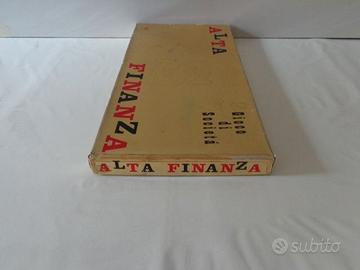 ALTA
FINANZA
Gioco
di
Società
ALTA FINANZA
subito